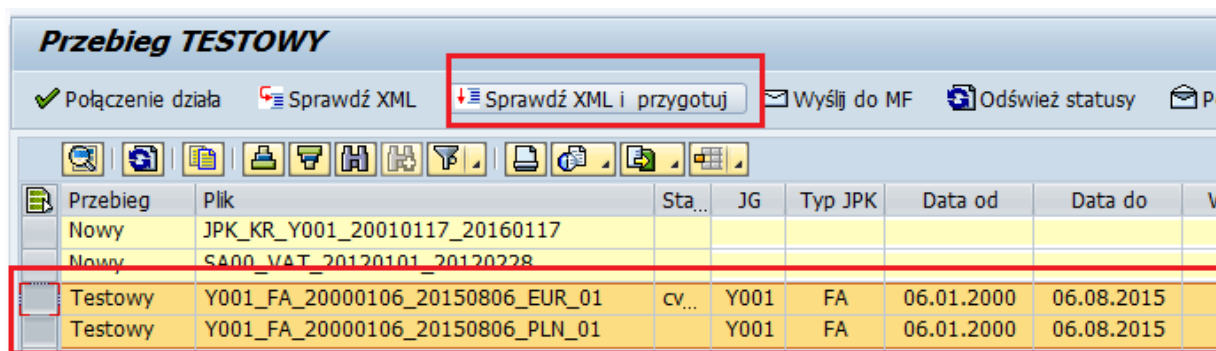 Przebieg TESTOWY
Połączenie działa Sprawdź XML Sprawdź XML i przygotuj Wyślij do MF Odśwież statusy
Przebieg Plik Sta... JG Typ JPK Data od Data do
Nowy JPK_KR_Y001_20010117_20160117
Nowy SA00_VAT_20120101_20120228
Testowy Y001_FA_20000106_20150806_EUR_01 cv... Y001 FA 06.01.2000 06.08.2015
Testowy Y001_FA_20000106_20150806_PLN_01 Y001 FA 06.01.2000 06.08.2015